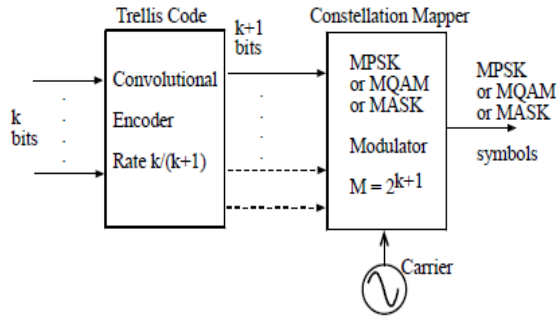 Trellis Code
Constellation Mapper
k
bits
Convolutional
Encoder
Rate k/(k+1)
k+1
bits
MPSK
or MQAM
or MASK
Modulator
M = 2^{k+1}
MPSK
or MQAM
or MASK
symbols
Carrier